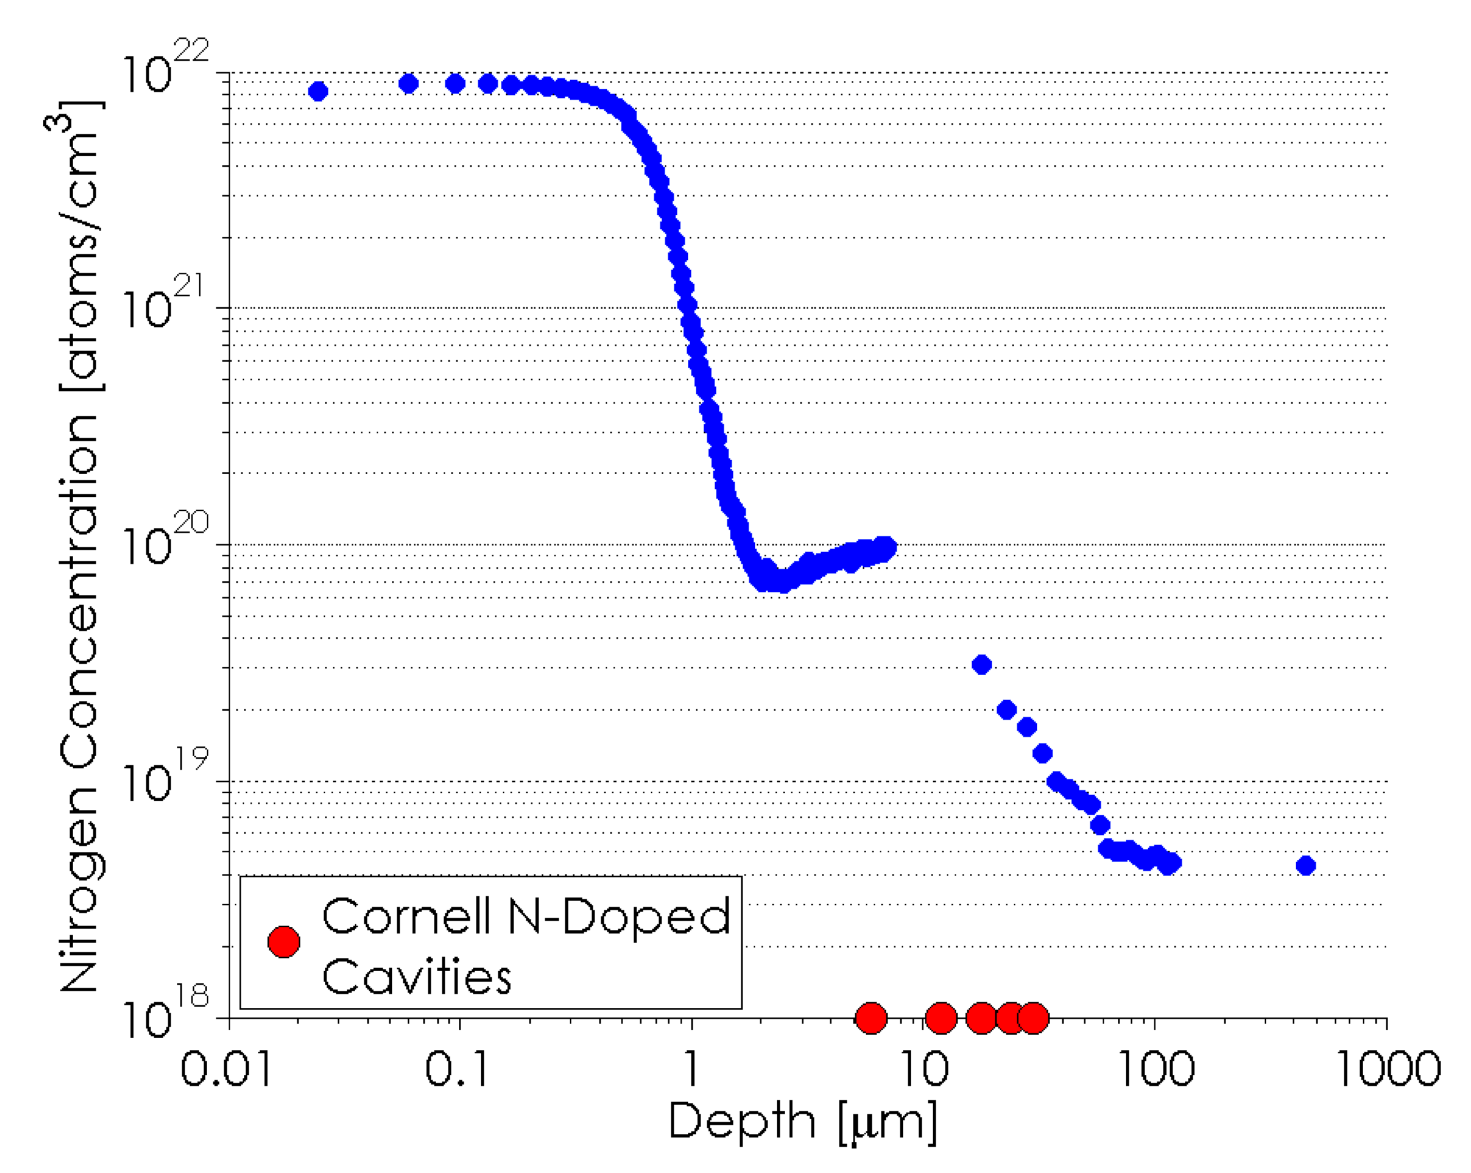 10^22
10^21
10^20
10^19
10^18
Nitrogen Concentration [atoms/cm^3]
Cornell N-Doped
Cavities
0.01 0.1 1 10 100 1000
Depth [μm]